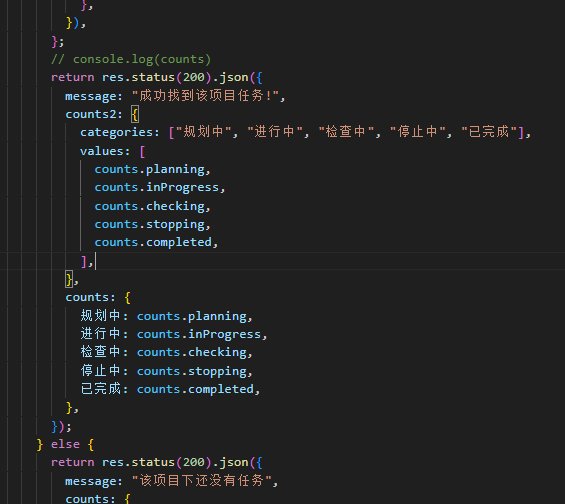 },
}),
};
// console.log(counts)
return res.status(200).json({
message: "成功找到该项目任务!",
counts2: {
categories: ["规划中", "进行中", "检查中", "停止中", "已完成"],
values: [
counts.planning,
counts.inProgress,
counts.checking,
counts.stopping,
counts.completed,
],
},
counts: {
规划中: counts.planning,
进行中: counts.inProgress,
检查中: counts.checking,
停止中: counts.stopping,
已完成: counts.completed,
},
});
} else {
return res.status(200).json({
message: "该项目下还没有任务",
counts: {